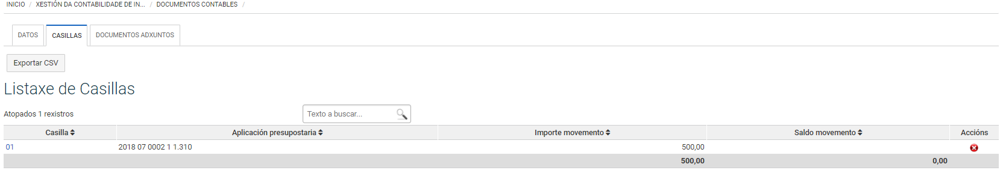 INICIO / XESTIÓN DA CONTABILIDADE DE IN... / DOCUMENTOS CONTABLES /
DATOS CASILLAS DOCUMENTOS ADXUNTOS
Exportar CSV
Listaxe de Casillas
Atopados 1 rexistros Texto a buscar...
Casilla Aplicación presupostaria Importe movemento Saldo movemento Accións
01 2018 07 0002 1 1.310 500,00
500,00 0,00